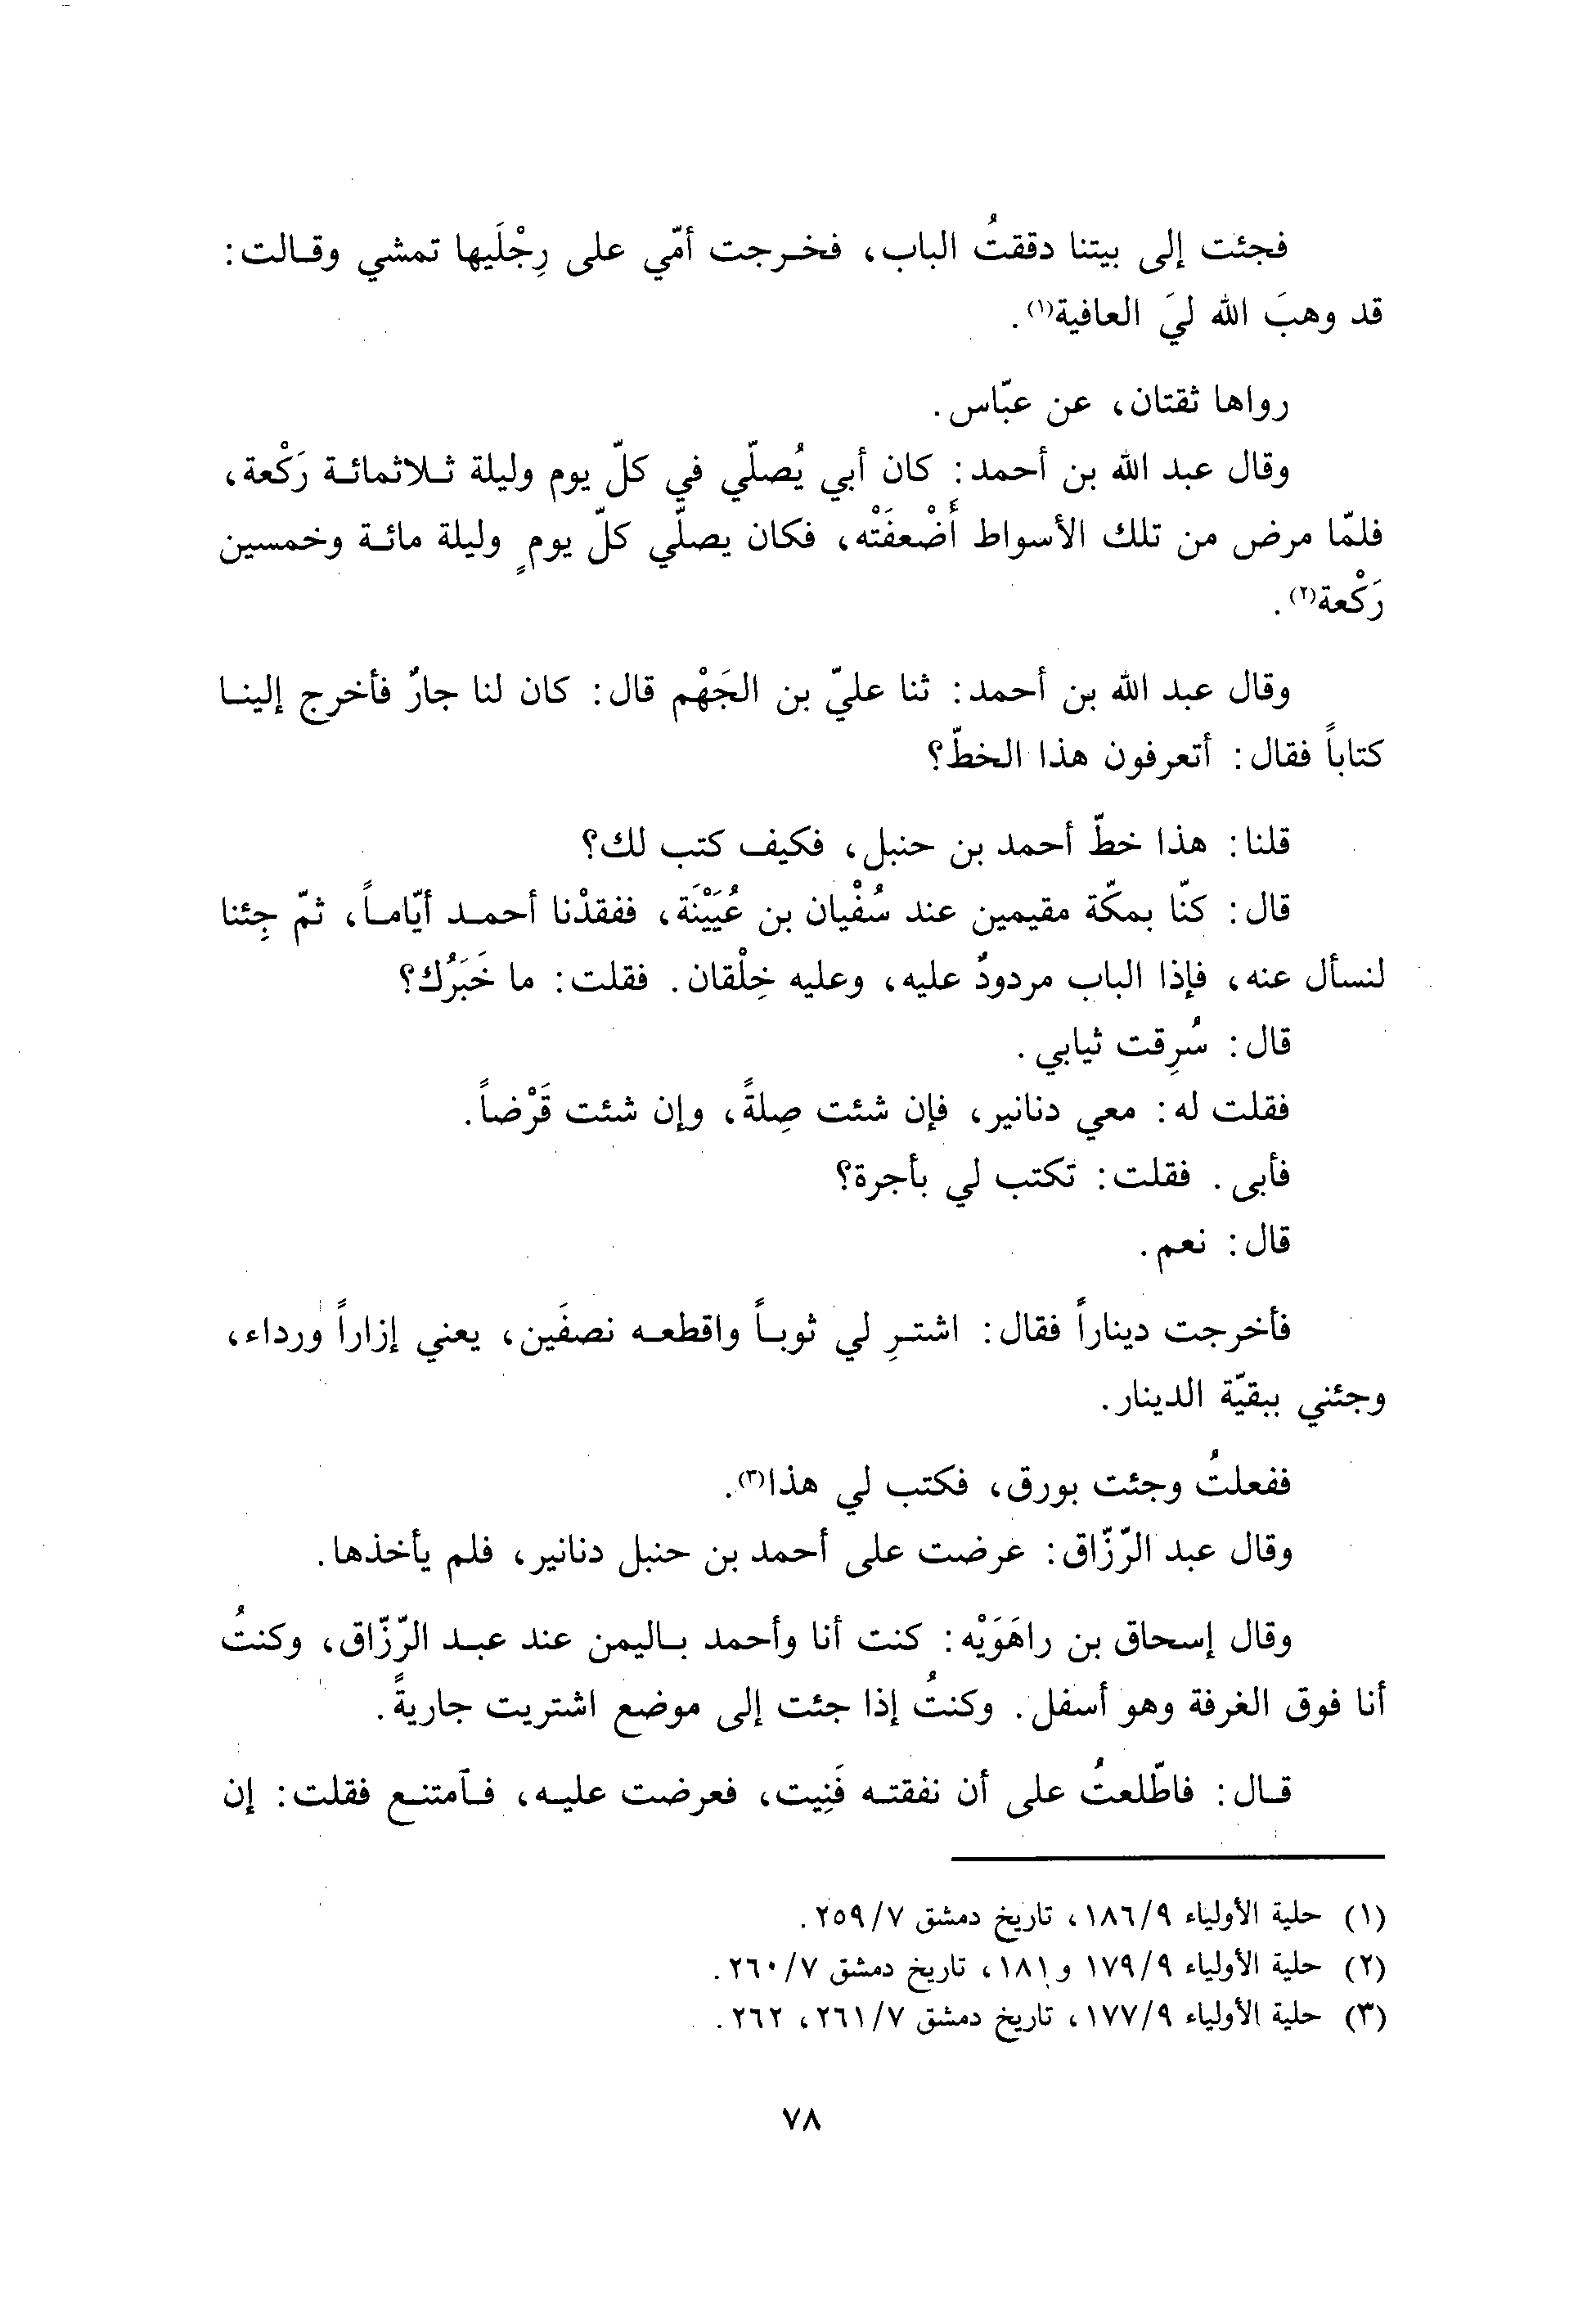 فجئت إلى بيتنا دققتُ الباب، فخرجت أمّي على رِجْلَيها تمشي وقالت:
قد وهبَ الله ليَ العافية(١).
رواها ثقتان، عن عبّاس.
وقال عبد الله بن أحمد: كان أبي يُصلّي في كلّ يوم وليلة ثلاثمائة رَكْعة،
فلمّا مرض من تلك الأسواط أَضْعفَتْه، فكان يصلّي كلّ يومٍ وليلة مائة وخمسين
رَكْعة(٢).
وقال عبد الله بن أحمد: ثنا عليّ بن الجَهْم قال: كان لنا جارٌ فأخرج إلينا
كتاباً فقال: أتعرفون هذا الخطّ؟
قلنا: هذا خطّ أحمد بن حنبل، فكيف كتب لك؟
قال: كنّا بمكّة مقيمين عند سُفْيان بن عُيَيْنَة، ففقدْنا أحمد أيّاماً، ثمّ جِئنا
لنسأل عنه، فإذا الباب مردودٌ عليه، وعليه خِلْقان. فقلت: ما خَبَرُك؟
قال: سُرِقت ثيابي.
فقلت له: معي دنانير، فإن شئت صِلةً، وإن شئت قَرْضاً.
فأبى. فقلت: تكتب لي بأجرة؟
قال: نعم.
فأخرجت ديناراً فقال: اشترِ لي ثوباً واقطعه نصفَين، يعني إزاراً ورداء،
وجئني ببقيّة الدينار.
ففعلتُ وجئت بورق، فكتب لي هذا(٣).
وقال عبد الرّزّاق: عرضت على أحمد بن حنبل دنانير، فلم يأخذها.
وقال إسحاق بن راهَوَيْه: كنت أنا وأحمد باليمن عند عبد الرّزّاق، وكنتُ
أنا فوق الغرفة وهو أسفل. وكنتُ إذا جئت إلى موضع اشتريت جاريةً.
قال: فاطّلعتُ على أن نفقته فَنِيت، فعرضت عليه، فآمتنع فقلت: إن
(١) حلية الأولياء ١٨٦/٩، تاريخ دمشق ٢٥٩/٧.
(٢) حلية الأولياء ١٧٩/٩ و١٨١، تاريخ دمشق ٢٦٠/٧.
(٣) حلية الأولياء ١٧٧/٩، تاريخ دمشق ٢٦١/٧، ٢٦٢.
٧٨